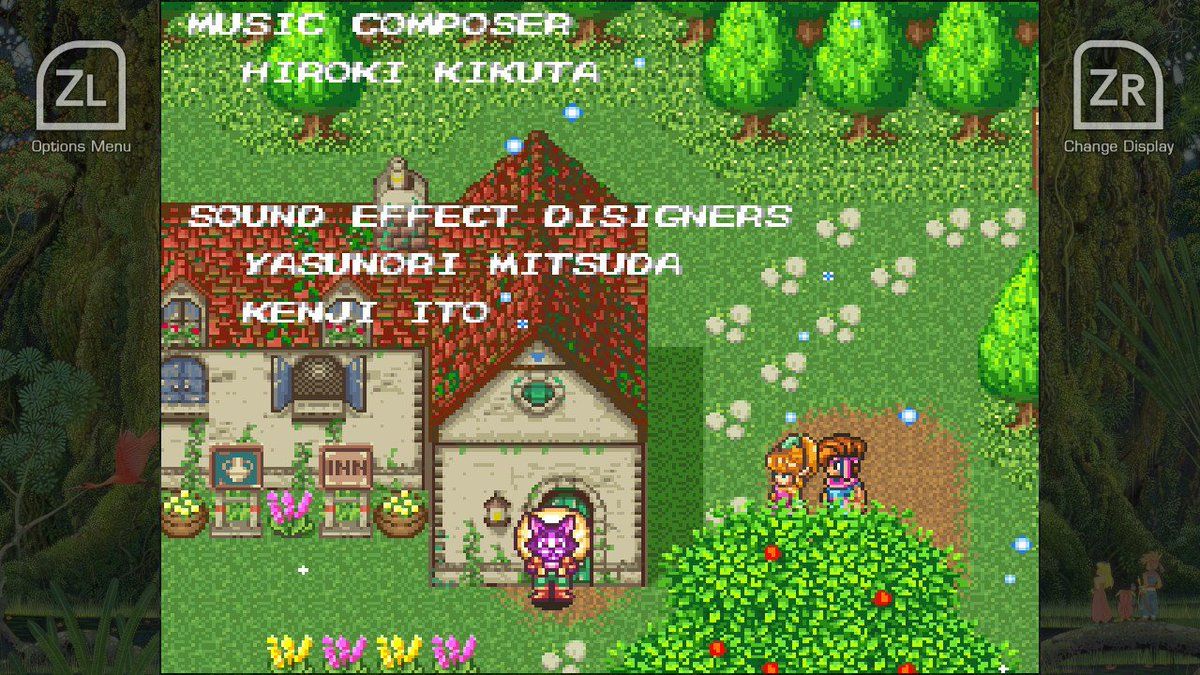 MUSIC COMPOSER
HIROKI KIKUTA
ZL
Options Menu
ZR
Change Display
SOUND EFFECT DISIGNERS
YASUNORI MITSUDA
KENJI ITO
INN